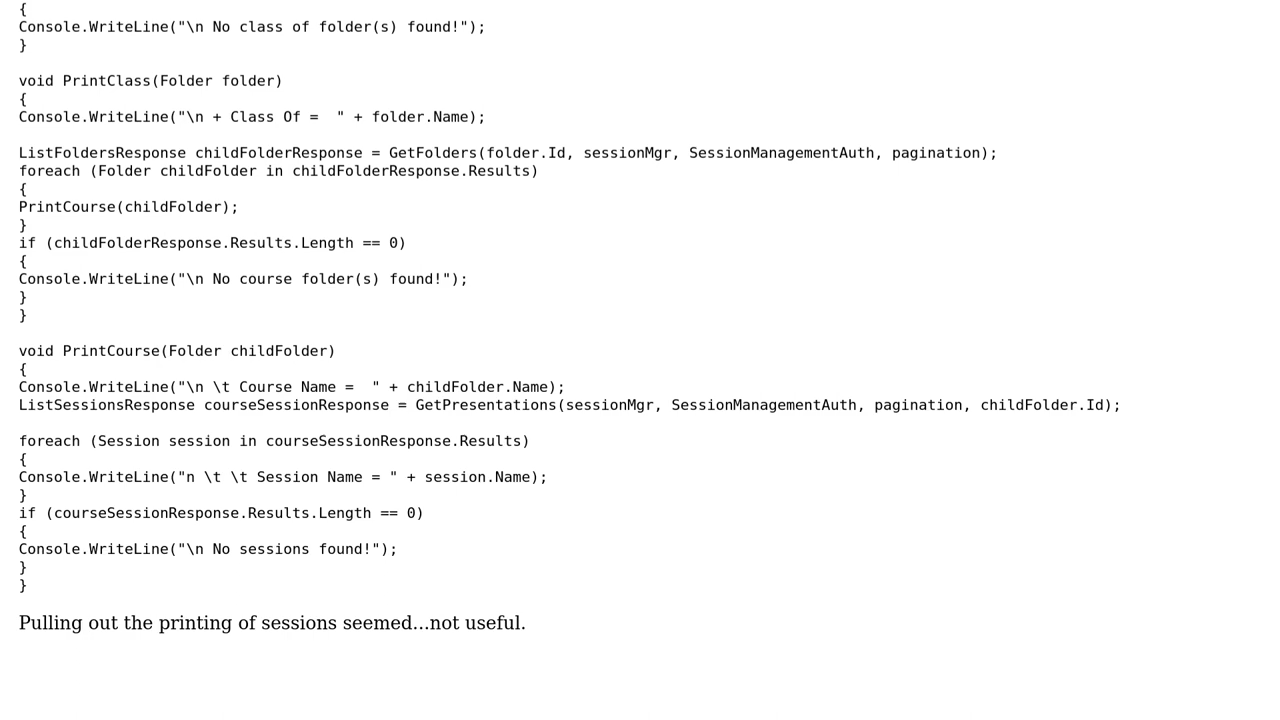 {
Console.WriteLine("\n No class of folder(s) found!");
}
void PrintClass(Folder folder)
{
Console.WriteLine("\n + Class Of =  " + folder.Name);
ListFoldersResponse childFolderResponse = GetFolders(folder.Id, sessionMgr, SessionManagementAuth, pagination);
foreach (Folder childFolder in childFolderResponse.Results)
{
PrintCourse(childFolder);
}
if (childFolderResponse.Results.Length == 0)
{
Console.WriteLine("\n No course folder(s) found!");
}
}
void PrintCourse(Folder childFolder)
{
Console.WriteLine("\n \t Course Name =  " + childFolder.Name);
ListSessionsResponse courseSessionResponse = GetPresentations(sessionMgr, SessionManagementAuth, pagination, childFolder.Id);
foreach (Session session in courseSessionResponse.Results)
{
Console.WriteLine("n \t \t Session Name = " + session.Name);
}
if (courseSessionResponse.Results.Length == 0)
{
Console.WriteLine("\n No sessions found!");
}
}
Pulling out the printing of sessions seemed...not useful.